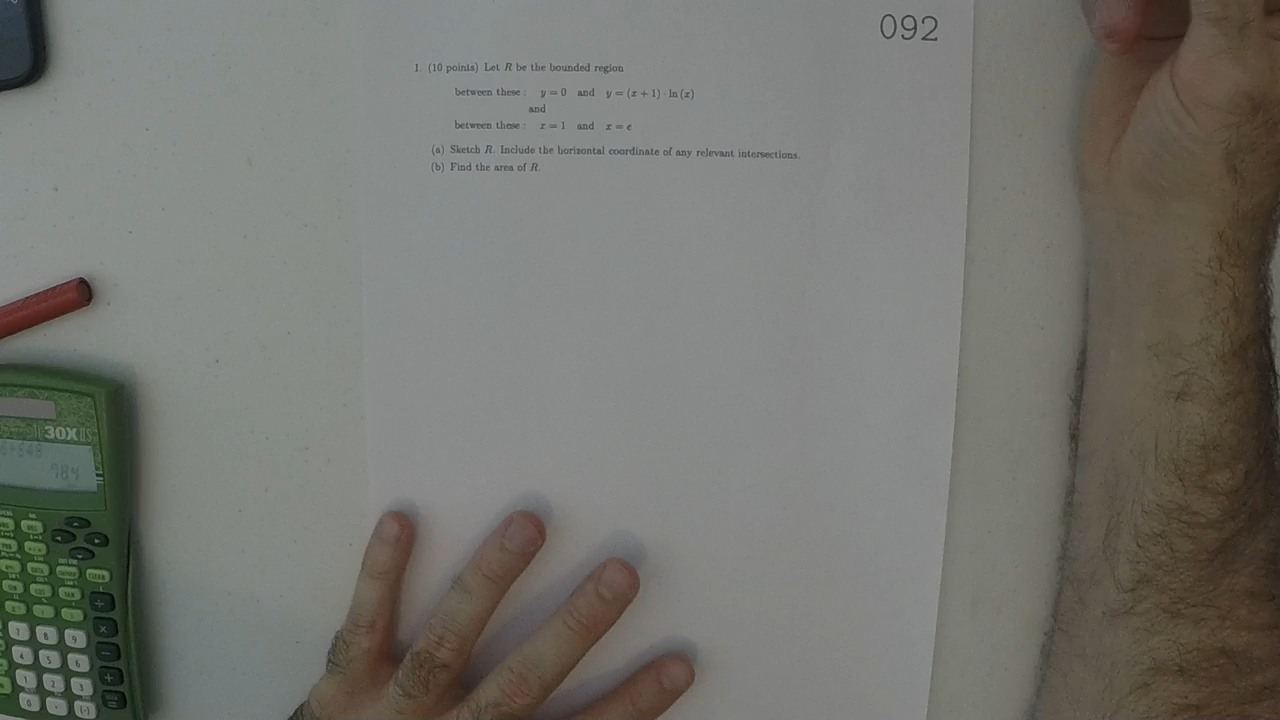 092
1. (10 points) Let R be the bounded region
between these : y = 0 and y = (x + 1) · ln (x)
and
between these : x = 1 and x = e
(a) Sketch R. Include the horizontal coordinate of any relevant intersections.
(b) Find the area of R.
30X
784